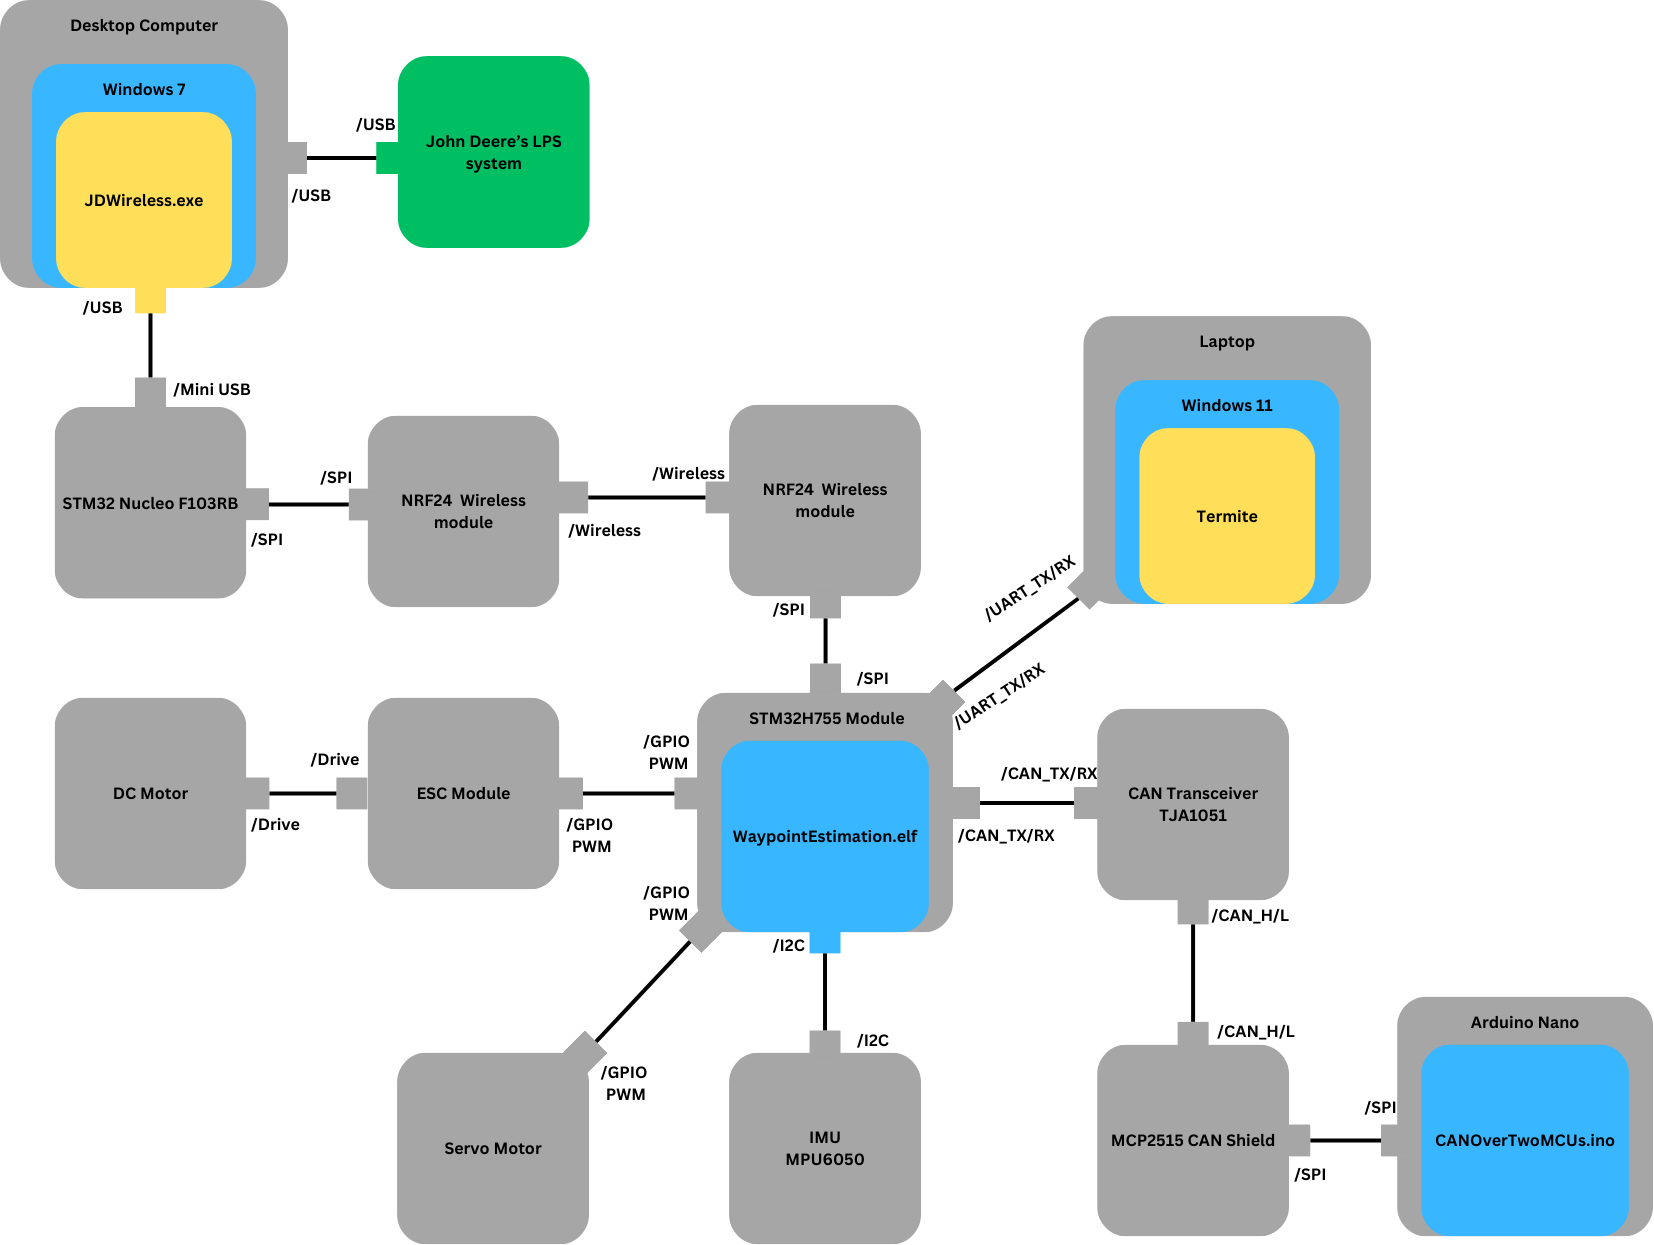 Desktop Computer
Windows 7
JDWireless.exe
/USB
/USB
John Deere’s LPS
system
/USB
/Mini USB
STM32 Nucleo F103RB
/SPI
/SPI
NRF24 Wireless
module
/Wireless
/Wireless
NRF24 Wireless
module
/SPI
/SPI
Laptop
Windows 11
Termite
/UART_TX/RX
/UART_TX/RX
STM32H755 Module
WaypointEstimation.elf
DC Motor
/Drive
/Drive
ESC Module
/GPIO
PWM
/GPIO
PWM
/GPIO
PWM
/GPIO
PWM
Servo Motor
/I2C
/I2C
IMU
MPU6050
/CAN_TX/RX
/CAN_TX/RX
CAN Transceiver
TJA1051
/CAN_H/L
/CAN_H/L
MCP2515 CAN Shield
/SPI
/SPI
Arduino Nano
CANOverTwoMCUs.ino